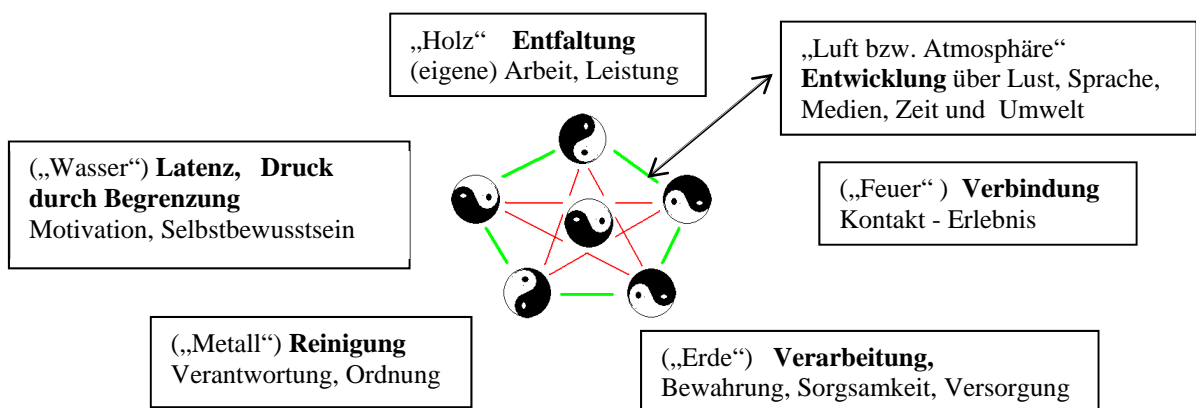 „Holz“ Entfaltung
(eigene) Arbeit, Leistung
„Luft bzw. Atmosphäre“
Entwicklung über Lust, Sprache,
Medien, Zeit und Umwelt
(„Wasser“) Latenz, Druck
durch Begrenzung
Motivation, Selbstbewusstsein
(„Feuer“ ) Verbindung
Kontakt - Erlebnis
(„Metall“) Reinigung
Verantwortung, Ordnung
(„Erde“) Verarbeitung,
Bewahrung, Sorgsamkeit, Versorgung